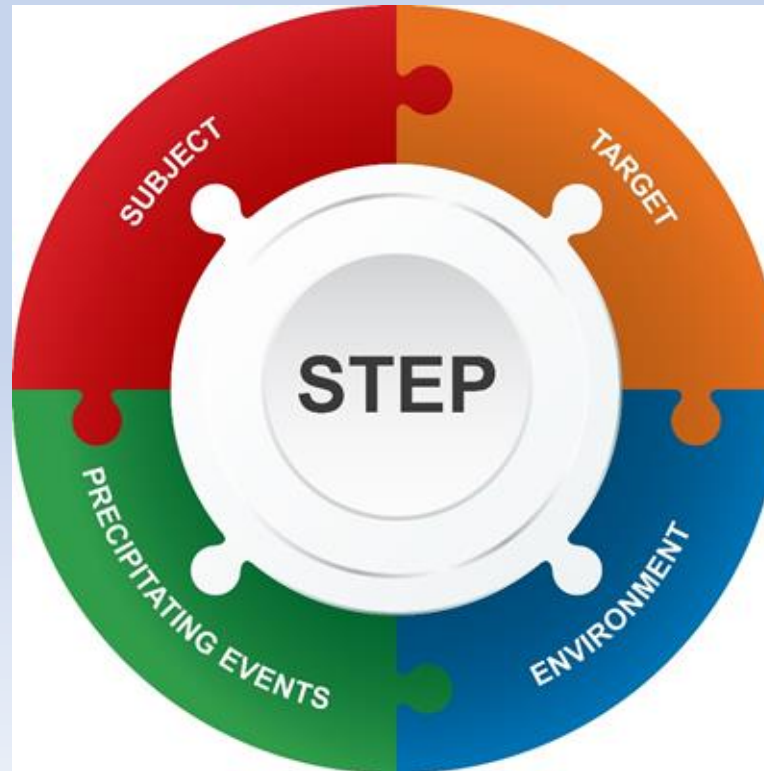 SUBJECT
TARGET
STEP
PRECIPITATING EVENTS
ENVIRONMENT